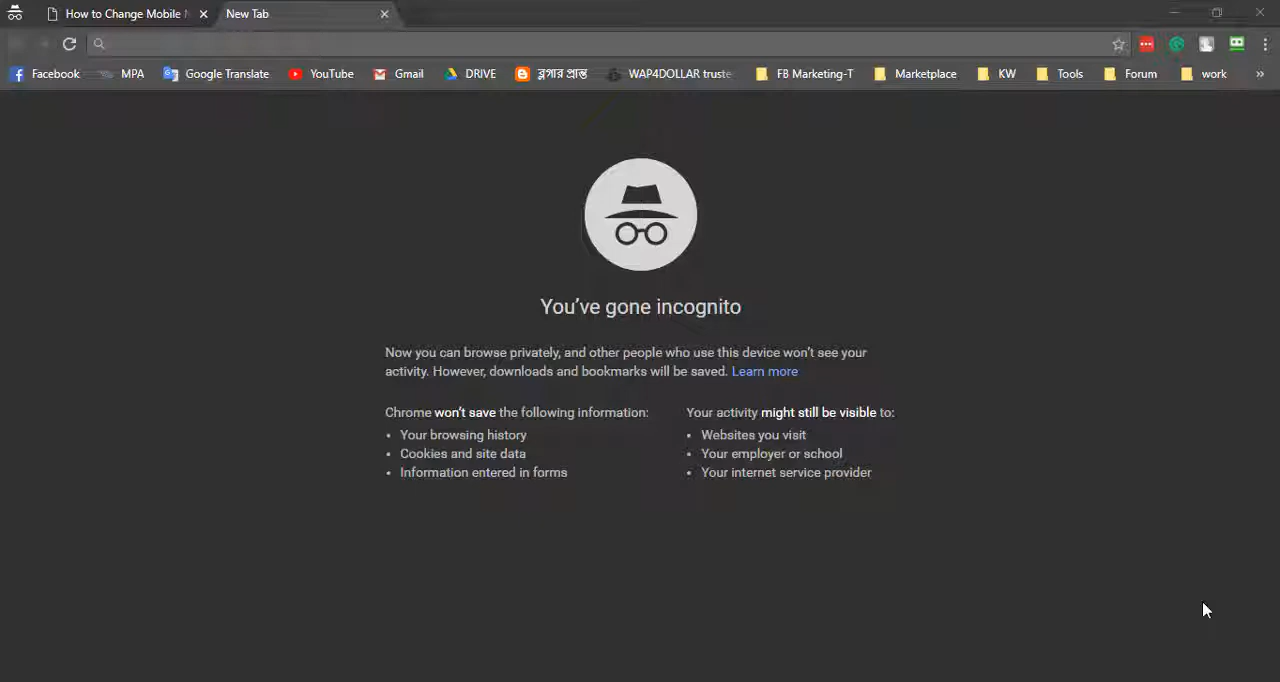 How to Change Mobile
New Tab
Facebook
MPA
Google Translate
YouTube
Gmail
DRIVE
ব্লগার প্রান্ত
WAP4DOLLAR truste
FB Marketing-T
Marketplace
KW
Tools
Forum
work
You've gone incognito
Now you can browse privately, and other people who use this device won't see your
activity. However, downloads and bookmarks will be saved. Learn more
Chrome won't save the following information:
• Your browsing history
• Cookies and site data
• Information entered in forms
Your activity might still be visible to:
• Websites you visit
• Your employer or school
• Your internet service provider